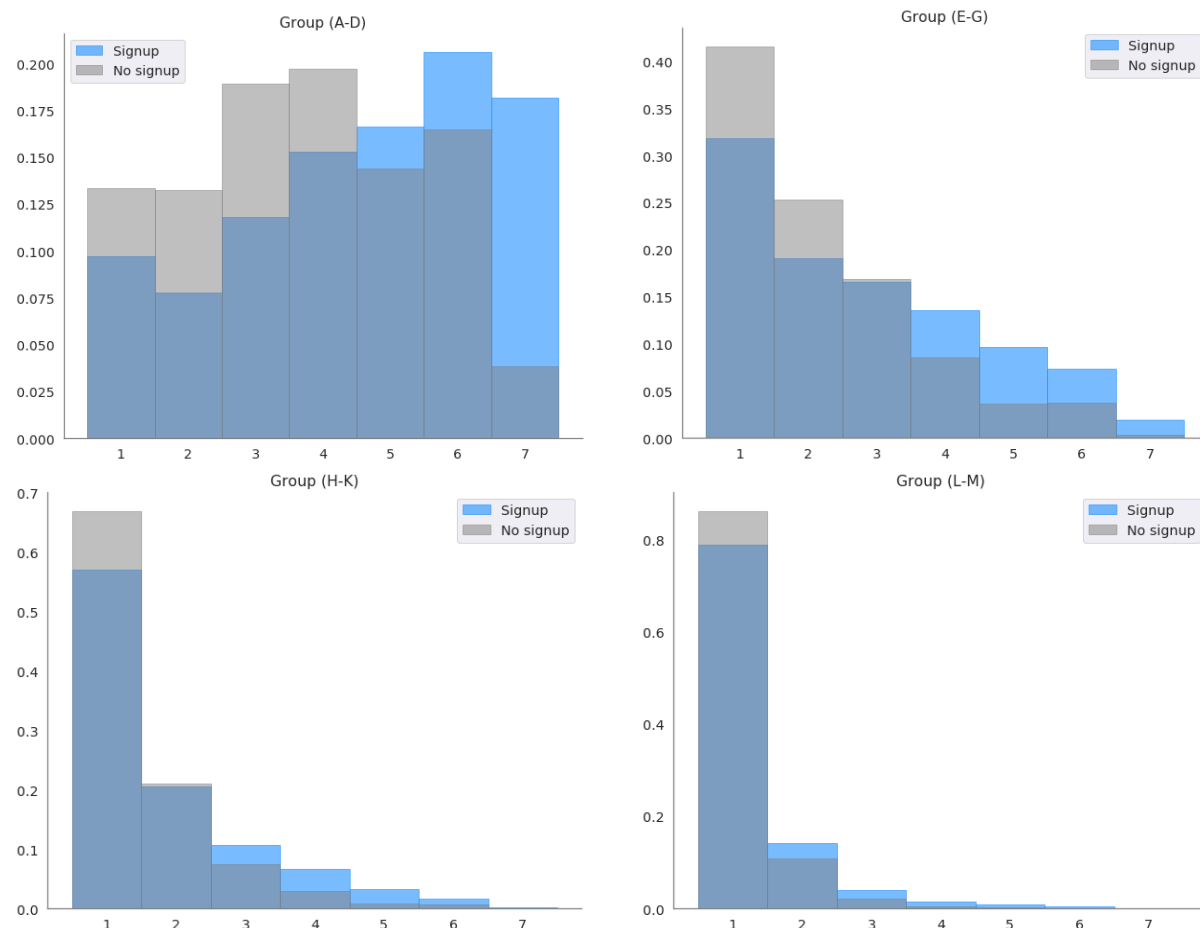 Group (A-D)
Signup
No signup
0.200
0.175
0.150
0.125
0.100
0.075
0.050
0.025
0.000
1 2 3 4 5 6 7
Group (E-G)
Signup
No signup
0.40
0.35
0.30
0.25
0.20
0.15
0.10
0.05
0.00
1 2 3 4 5 6 7
Group (H-K)
Signup
No signup
0.7
0.6
0.5
0.4
0.3
0.2
0.1
0.0
1 2 3 4 5 6 7
Group (L-M)
Signup
No signup
0.8
0.6
0.4
0.2
0.0
1 2 3 4 5 6 7